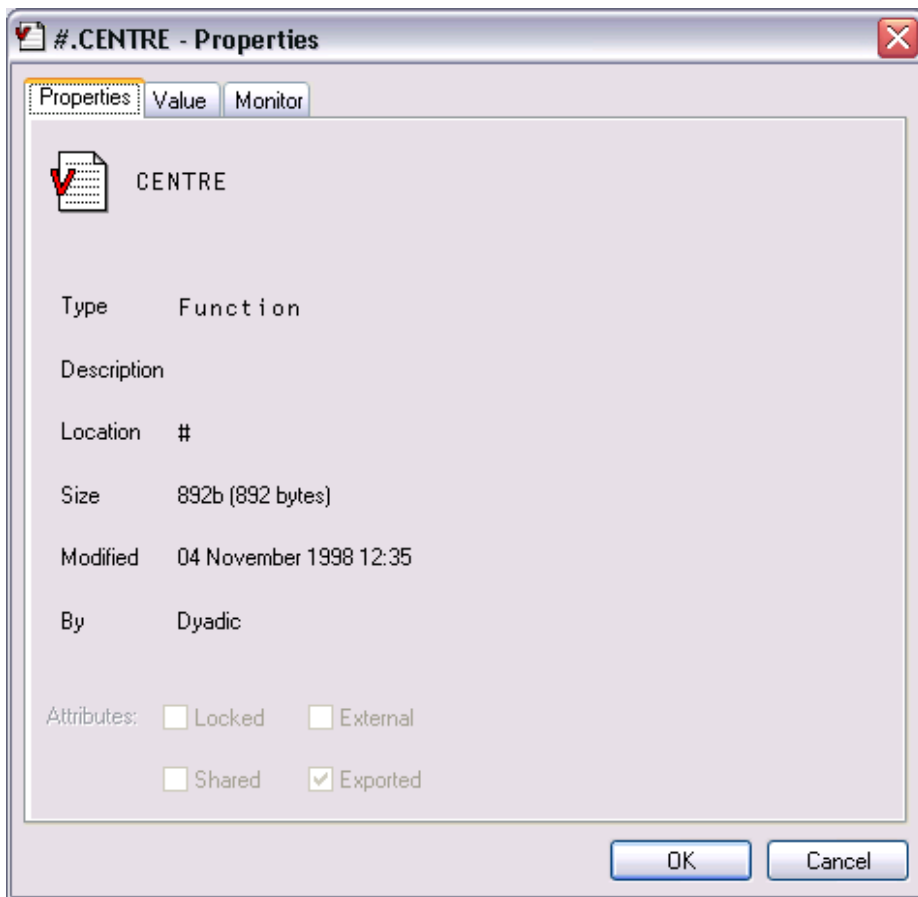 #.CENTRE - Properties
Properties Value Monitor
CENTRE
Type Function
Description
Location #
Size 892b (892 bytes)
Modified 04 November 1998 12:35
By Dyadic
Attributes: Locked External
Shared Exported
OK Cancel